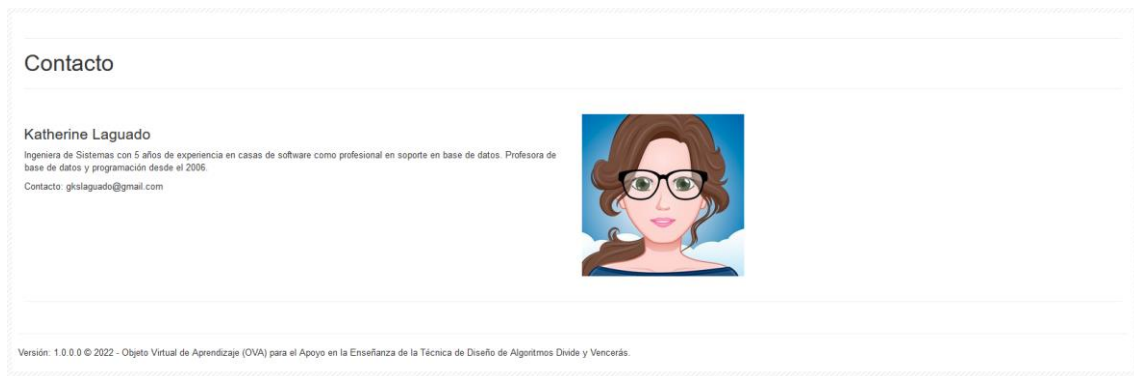 Contacto
Katherine Laguado
Ingeniera de Sistemas con 5 años de experiencia en casas de software como profesional en soporte en base de datos. Profesora de
base de datos y programación desde el 2006.
Contacto: gkslaguado@gmail.com
Versión: 1.0.0.0 © 2022 - Objeto Virtual de Aprendizaje (OVA) para el Apoyo en la Enseñanza de la Técnica de Diseño de Algoritmos Divide y Vencerás.